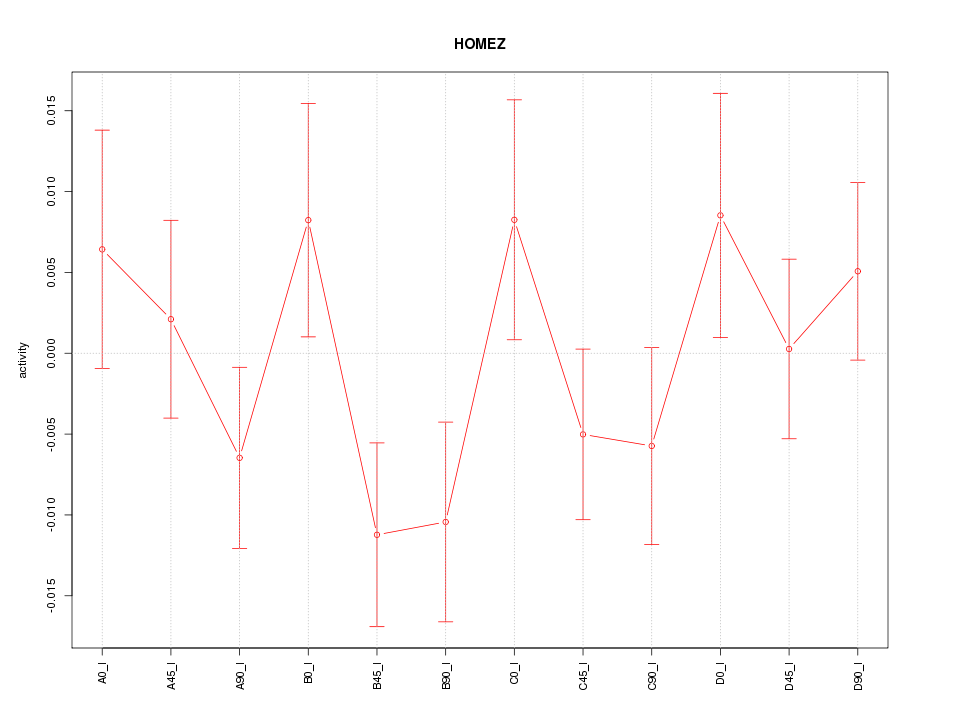 HOMEZ
activity
0.015
0.010
0.005
0.000
-0.005
-0.010
-0.015
A0_I
A45_I
A90_I
B0_I
B45_I
B90_I
C0_I
C45_I
C90_I
D0_I
D45_I
D90_I